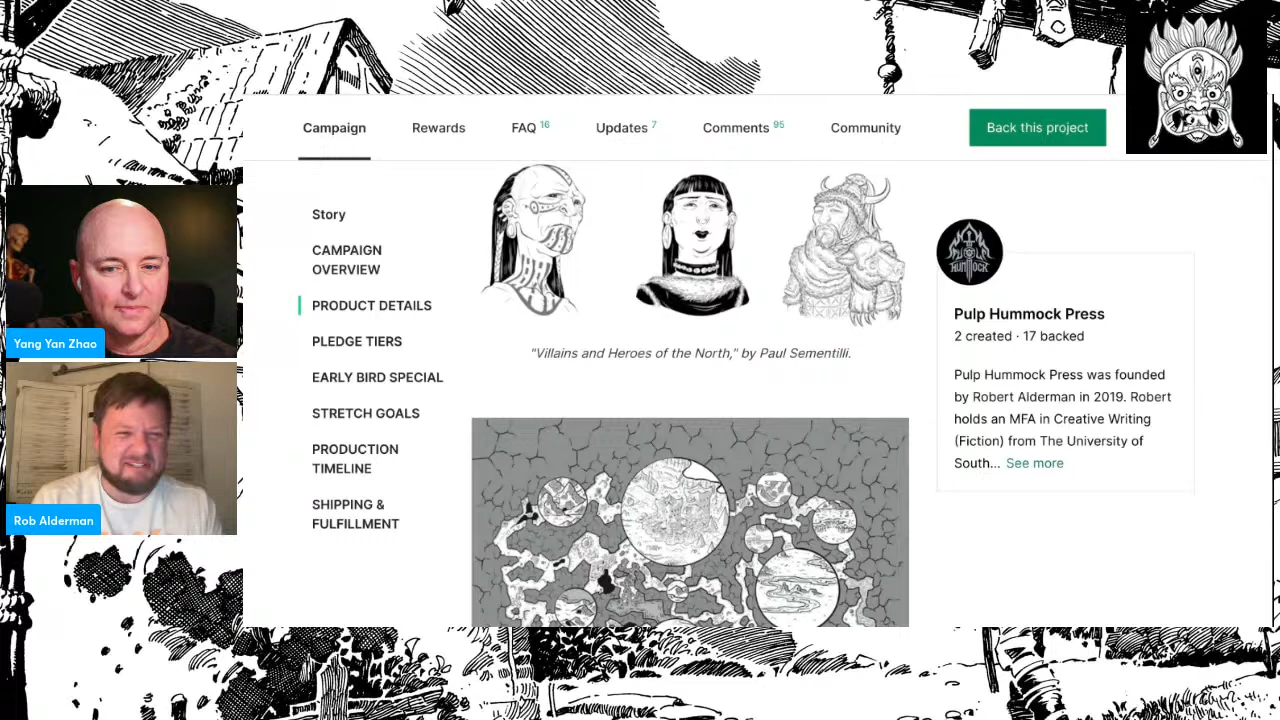 Campaign
Rewards
FAQ 16
Updates 7
Comments 95
Community
Back this project
Story
CAMPAIGN
OVERVIEW
PRODUCT DETAILS
PLEDGE TIERS
EARLY BIRD SPECIAL
STRETCH GOALS
PRODUCTION
TIMELINE
SHIPPING &
FULFILLMENT
"Villains and Heroes of the North," by Paul Sementilli.
HUMMOCK
Pulp Hummock Press
2 created · 17 backed
Pulp Hummock Press was founded
by Robert Alderman in 2019. Robert
holds an MFA in Creative Writing
(Fiction) from The University of
South... See more
Yang Yan Zhao
Rob Alderman